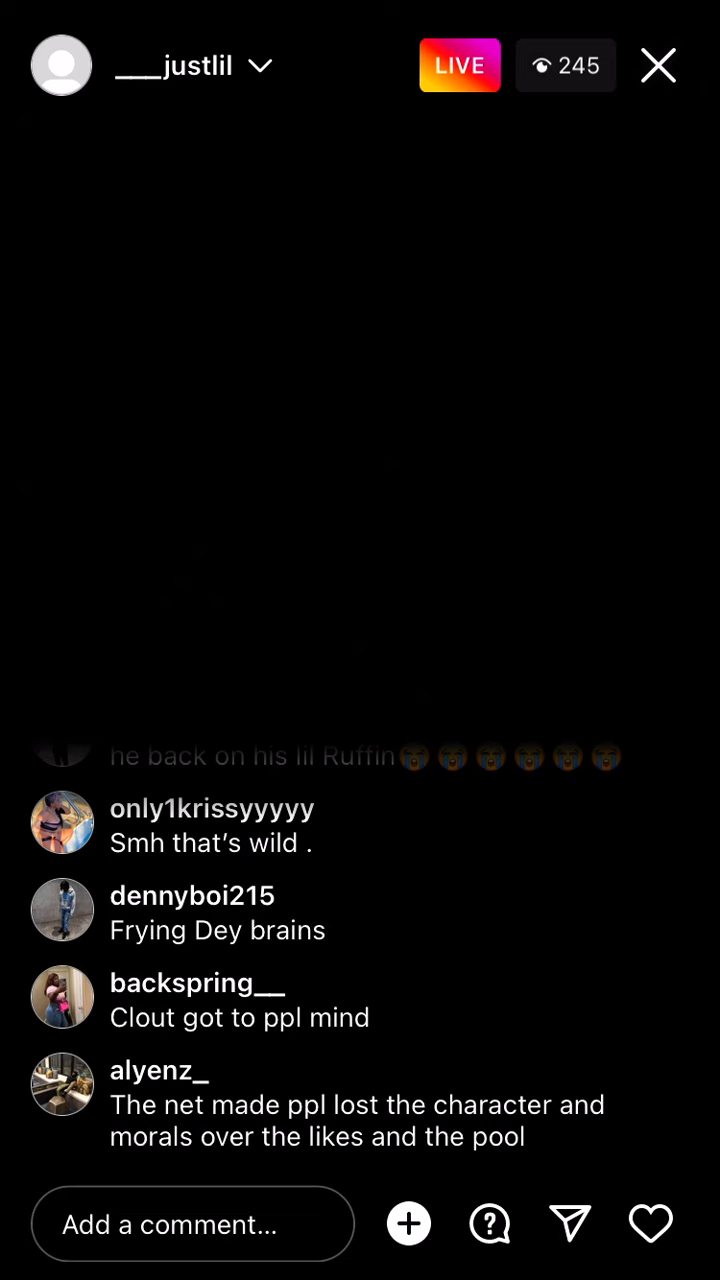 ___justlil
LIVE
245
he back on his lil Ruffin😭😭😭😭😭😭
only1krissyyyyy
Smh that’s wild .
dennyboi215
Frying Dey brains
backspring__
Clout got to ppl mind
alyenz_
The net made ppl lost the character and
morals over the likes and the pool
Add a comment...